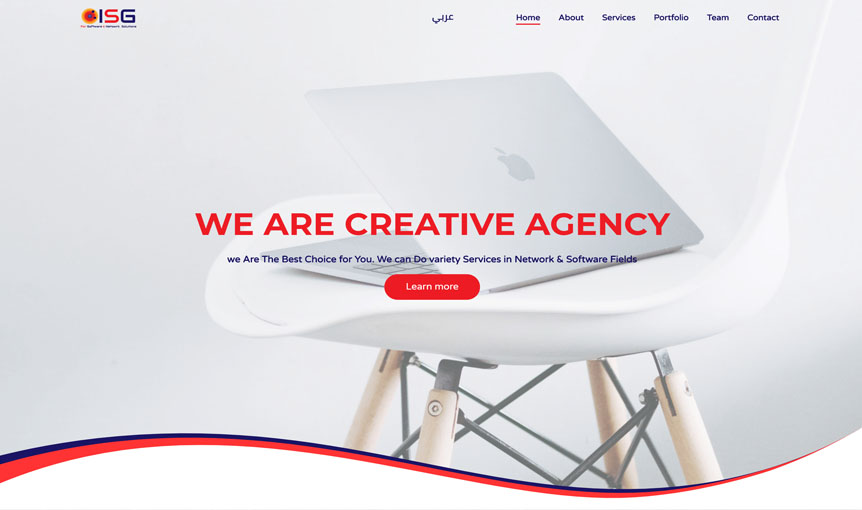 ISG
For Software & Network Solutions
عربي
Home
About
Services
Portfolio
Team
Contact
WE ARE CREATIVE AGENCY
we Are The Best Choice for You. We can Do variety Services in Network & Software Fields
Learn more